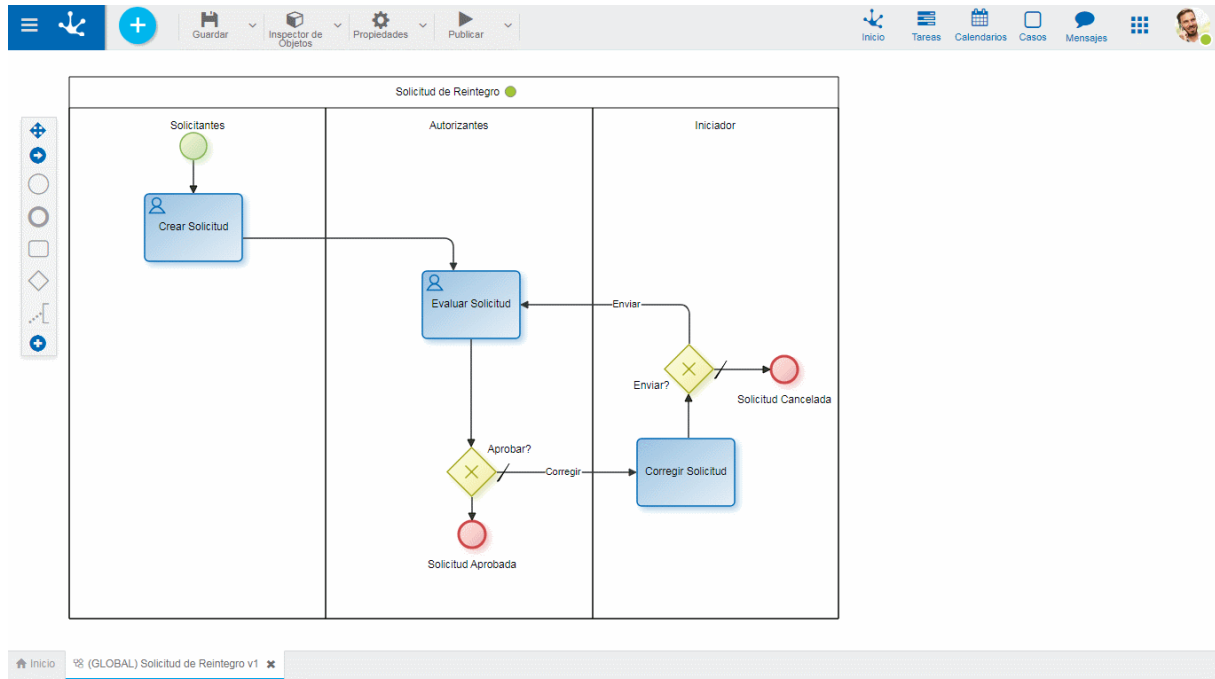 Guardar
Inspector de
Objetos
Propiedades
Publicar
Inicio
Tareas
Calendarios
Casos
Mensajes
Solicitud de Reintegro
Solicitantes
Autorizantes
Iniciador
Crear Solicitud
Evaluar Solicitud
Enviar
Enviar?
Solicitud Cancelada
Aprobar?
Corregir
Corregir Solicitud
Solicitud Aprobada
Inicio
(GLOBAL) Solicitud de Reintegro v1